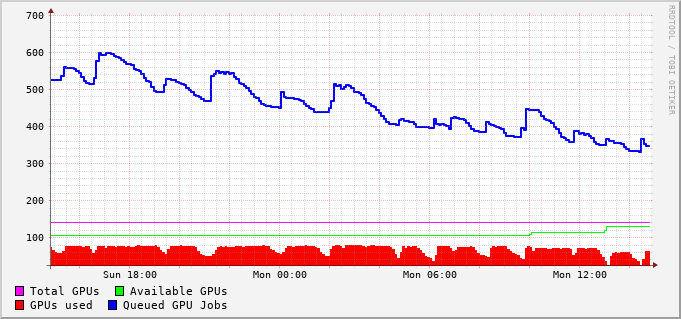 700
600
500
400
300
200
100
Sun 18:00 Mon 00:00 Mon 06:00 Mon 12:00
Total GPUs Available GPUs
GPUs used Queued GPU Jobs
RRDTOOL / TOBI OETIKER